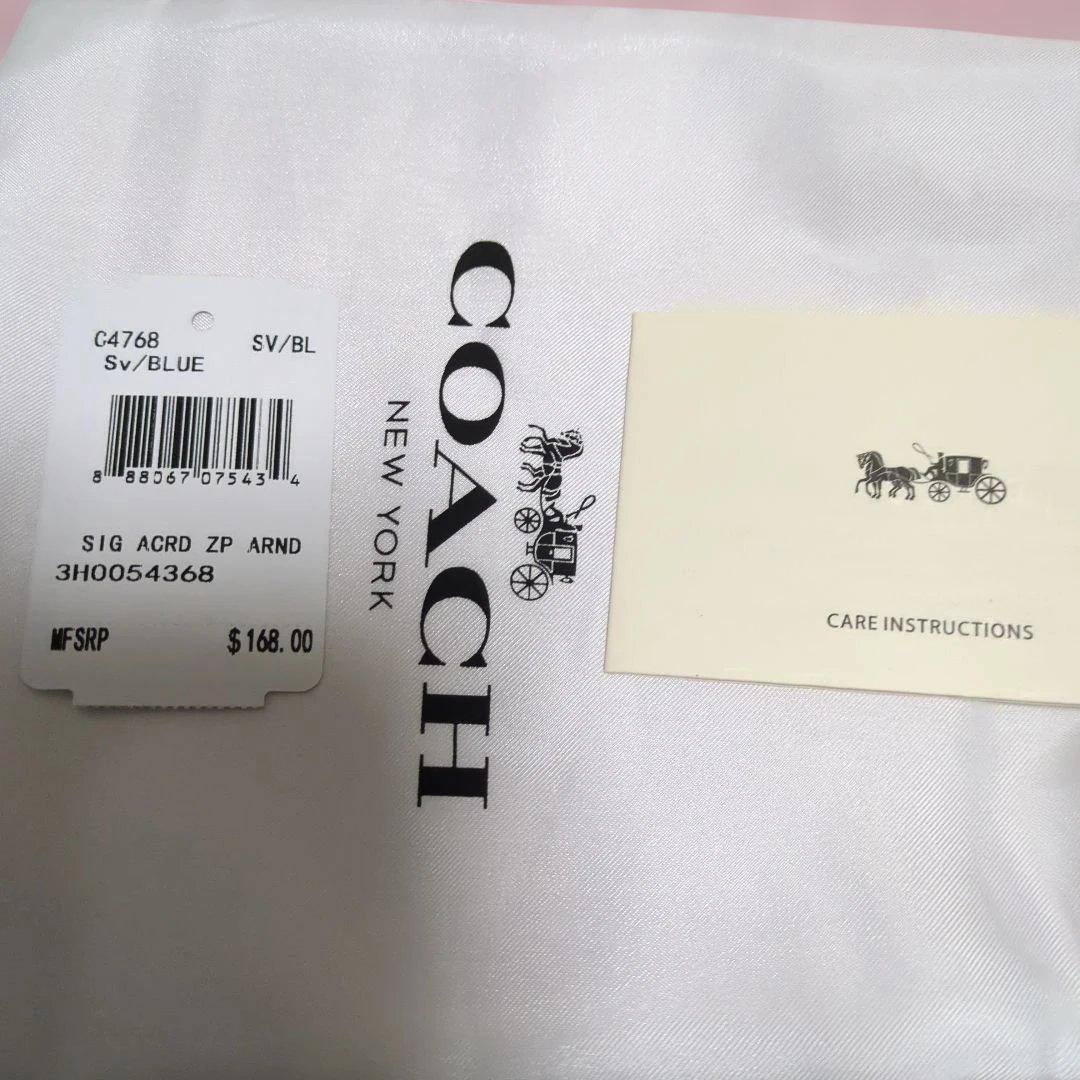 C4768 SV/BL
Sv/BLUE
8 88067 07543 4
SIG ACRD ZP ARND
3H0054368
MFSRP $168.00
COACH
NEW YORK
CARE INSTRUCTIONS